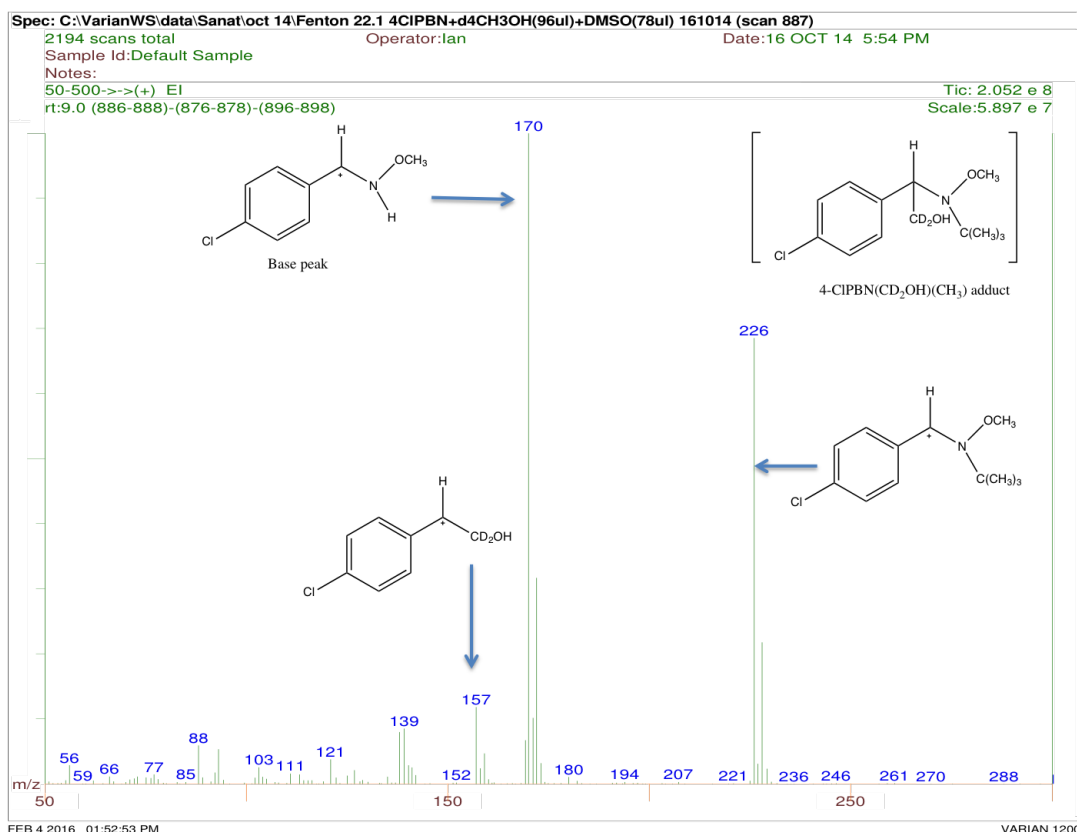 Spec: C:\VarianWS\data\Sanat\oct 14\Fenton 22.1 4ClPBN+d4CH3OH(96ul)+DMSO(78ul) 161014 (scan 887)
2194 scans total Operator:Ian Date:16 OCT 14 5:54 PM
Sample Id:Default Sample
Notes:
50-500->->(+) EI Tic: 2.052 e 8
rt:9.0 (886-888)-(876-878)-(896-898) Scale:5.897 e 7
170
H
OCH3
+
N
H
Cl
Base peak
H
OCH3
N
CD2OH
C(CH3)3
Cl
4-ClPBN(CD2OH)(CH3) adduct
226
H
OCH3
+
N
C(CH3)3
Cl
H
+
CD2OH
Cl
157
139
88
121
56
59
66
77
85
103
111
152
180
194
207
221
236
246
261
270
288
m/z
50
150
250
FEB 4 2016 01:52:53 PM VARIAN 1200